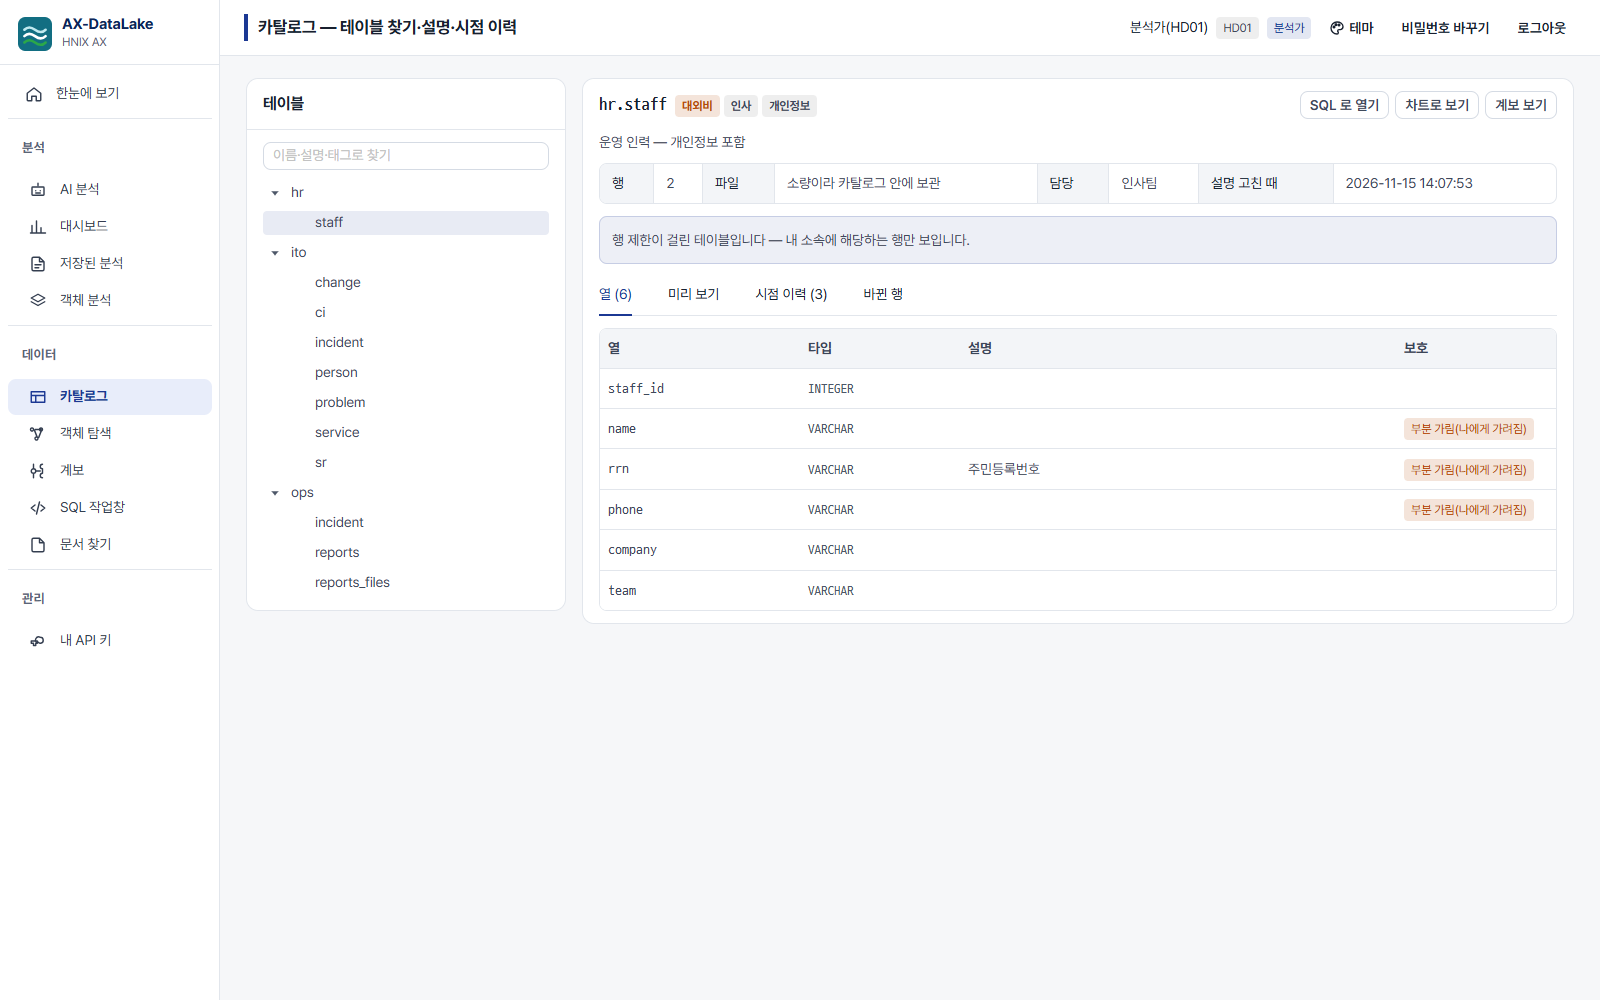 AX-DataLake
HNIX AX
카탈로그 — 테이블 찾기·설명·시점 이력
분석가(HD01) HD01 분석가 테마 비밀번호 바꾸기 로그아웃
한눈에 보기
분석
AI 분석
대시보드
저장된 분석
객체 분석
데이터
카탈로그
객체 탐색
계보
SQL 작업창
문서 찾기
관리
내 API 키
테이블
이름·설명·태그로 찾기
hr
staff
ito
change
ci
incident
person
problem
service
sr
ops
incident
reports
reports_files
hr.staff 대외비 인사 개인정보
SQL 로 열기 차트로 보기 계보 보기
운영 인력 — 개인정보 포함
행 2 파일 소량이라 카탈로그 안에 보관 담당 인사팀 설명 고친 때 2026-11-15 14:07:53
행 제한이 걸린 테이블입니다 — 내 소속에 해당하는 행만 보입니다.
열 (6) 미리 보기 시점 이력 (3) 바뀐 행
열 타입 설명 보호
staff_id INTEGER
name VARCHAR 부분 가림(나에게 가려짐)
rrn VARCHAR 주민등록번호 부분 가림(나에게 가려짐)
phone VARCHAR 부분 가림(나에게 가려짐)
company VARCHAR
team VARCHAR